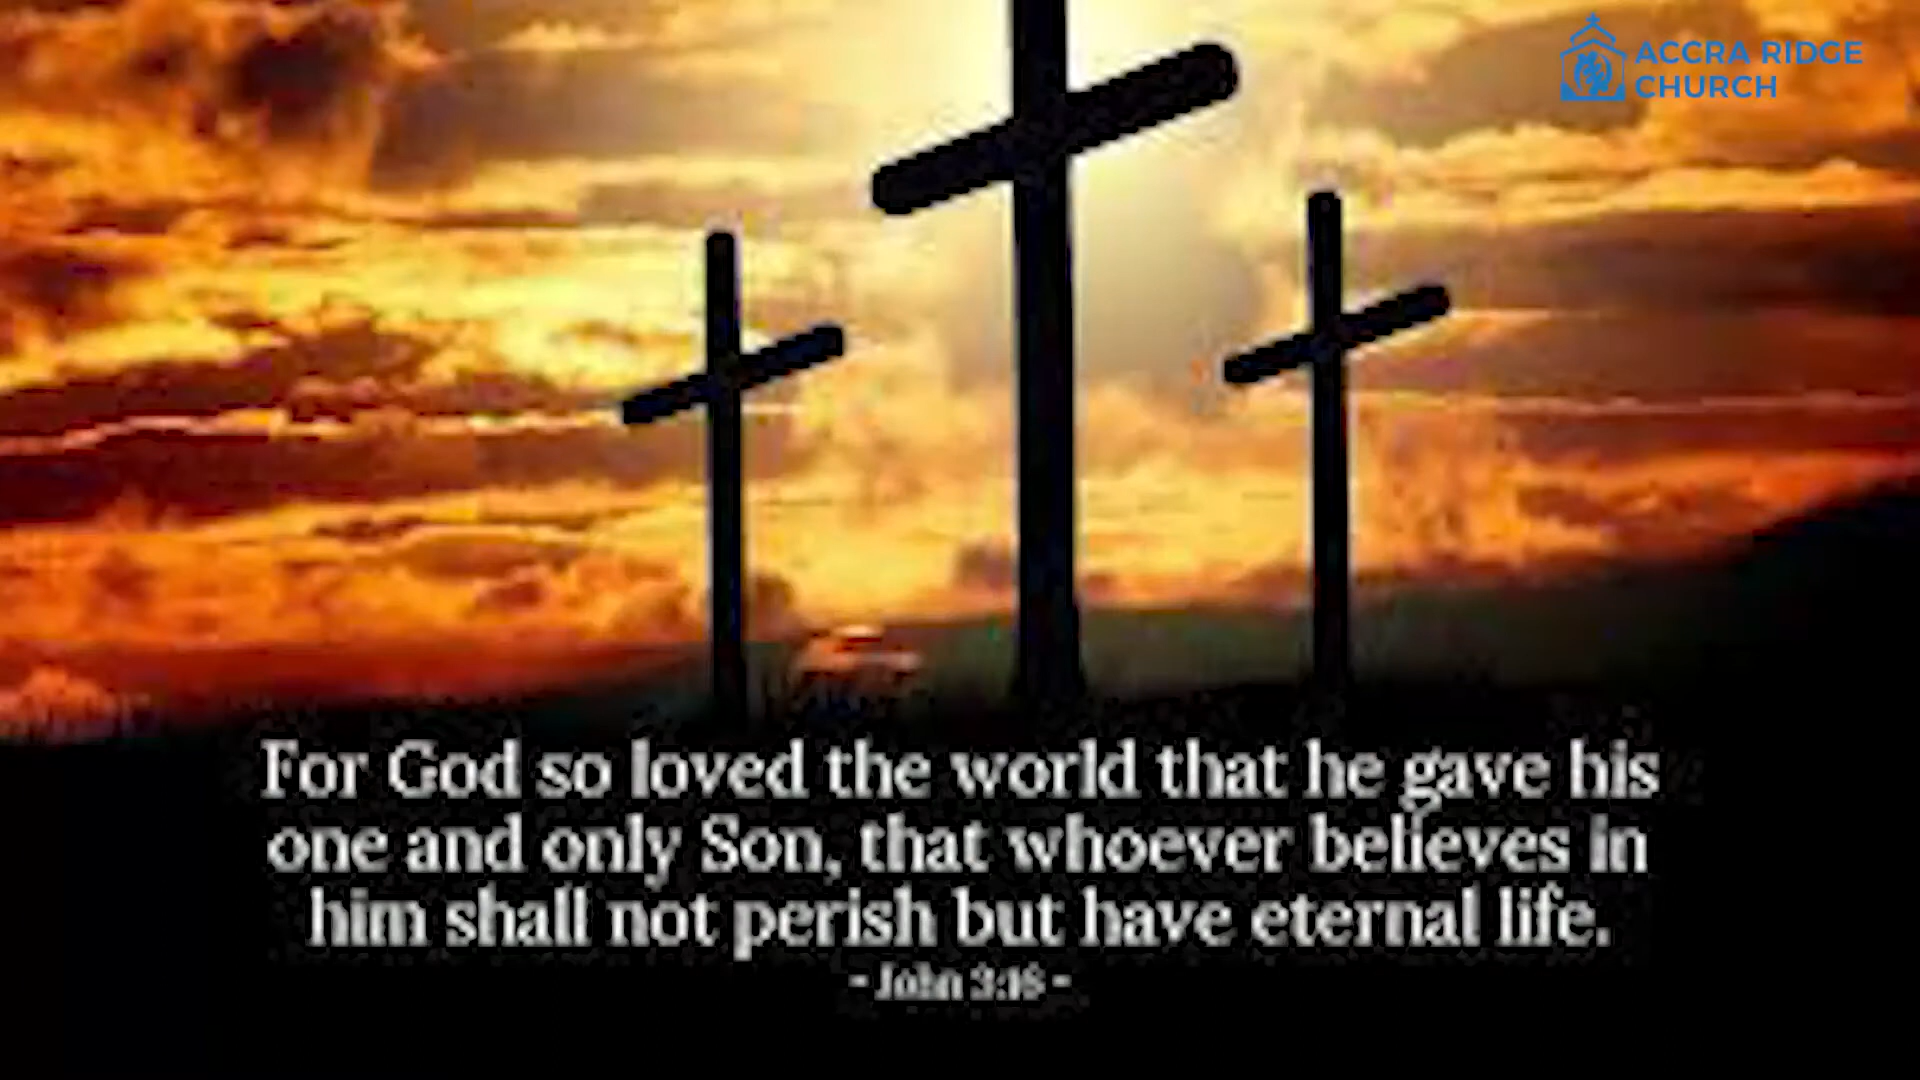 ACCRA RIDGE
CHURCH
For God so loved the world that he gave his
one and only Son, that whoever believes in
him shall not perish but have eternal life.
- John 3:16 -